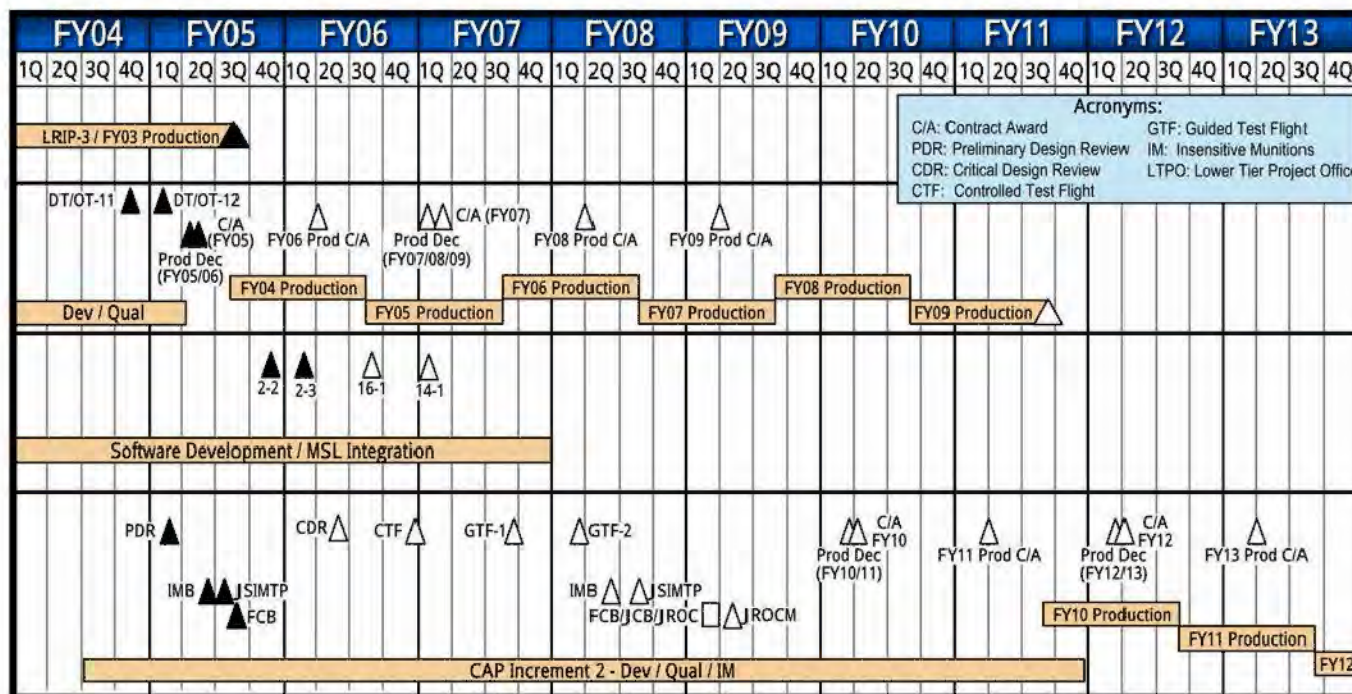 FY04 FY05 FY06 FY07 FY08 FY09 FY10 FY11 FY12 FY13
1Q 2Q 3Q 4Q 1Q 2Q 3Q 4Q 1Q 2Q 3Q 4Q 1Q 2Q 3Q 4Q 1Q 2Q 3Q 4Q 1Q 2Q 3Q 4Q 1Q 2Q 3Q 4Q 1Q 2Q 3Q 4Q 1Q 2Q 3Q 4Q 1Q 2Q 3Q 4Q
Acronyms:
C/A: Contract Award
PDR: Preliminary Design Review
CDR: Critical Design Review
CTF: Controlled Test Flight
GTF: Guided Test Flight
IM: Insensitive Munitions
LTPO: Lower Tier Project Office
LRIP-3 / FY03 Production
DT/OT-11
DT/OT-12
C/A
(FY05)
Prod Dec
(FY05/06)
FY06 Prod C/A
C/A (FY07)
Prod Dec
(FY07/08/09)
FY08 Prod C/A
FY09 Prod C/A
FY04 Production
FY06 Production
FY08 Production
Dev / Qual
FY05 Production
FY07 Production
FY09 Production
2-2
2-3
16-1
14-1
Software Development / MSL Integration
PDR
CDR
CTF
GTF-1
GTF-2
C/A
FY10
Prod Dec
(FY10/11)
FY11 Prod C/A
C/A
FY12
Prod Dec
(FY12/13)
FY13 Prod C/A
IMB
JSIMTP
FCB
IMB
JSIMTP
FCB/JCB/JROC
JROCM
FY10 Production
FY11 Production
FY12
CAP Increment 2 - Dev / Qual / IM